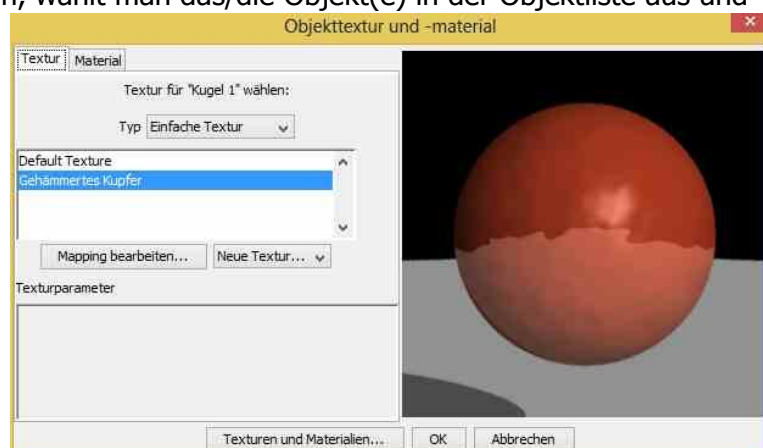 n, wählt man das/die Objekt(e) in der Objektliste aus und
Objekttextur und -material
Textur Material
Textur für "Kugel 1" wählen:
Typ Einfache Textur
Default Texture
Gehämmertes Kupfer
Mapping bearbeiten... Neue Textur...
Texturparameter
Texturen und Materialien... OK Abbrechen